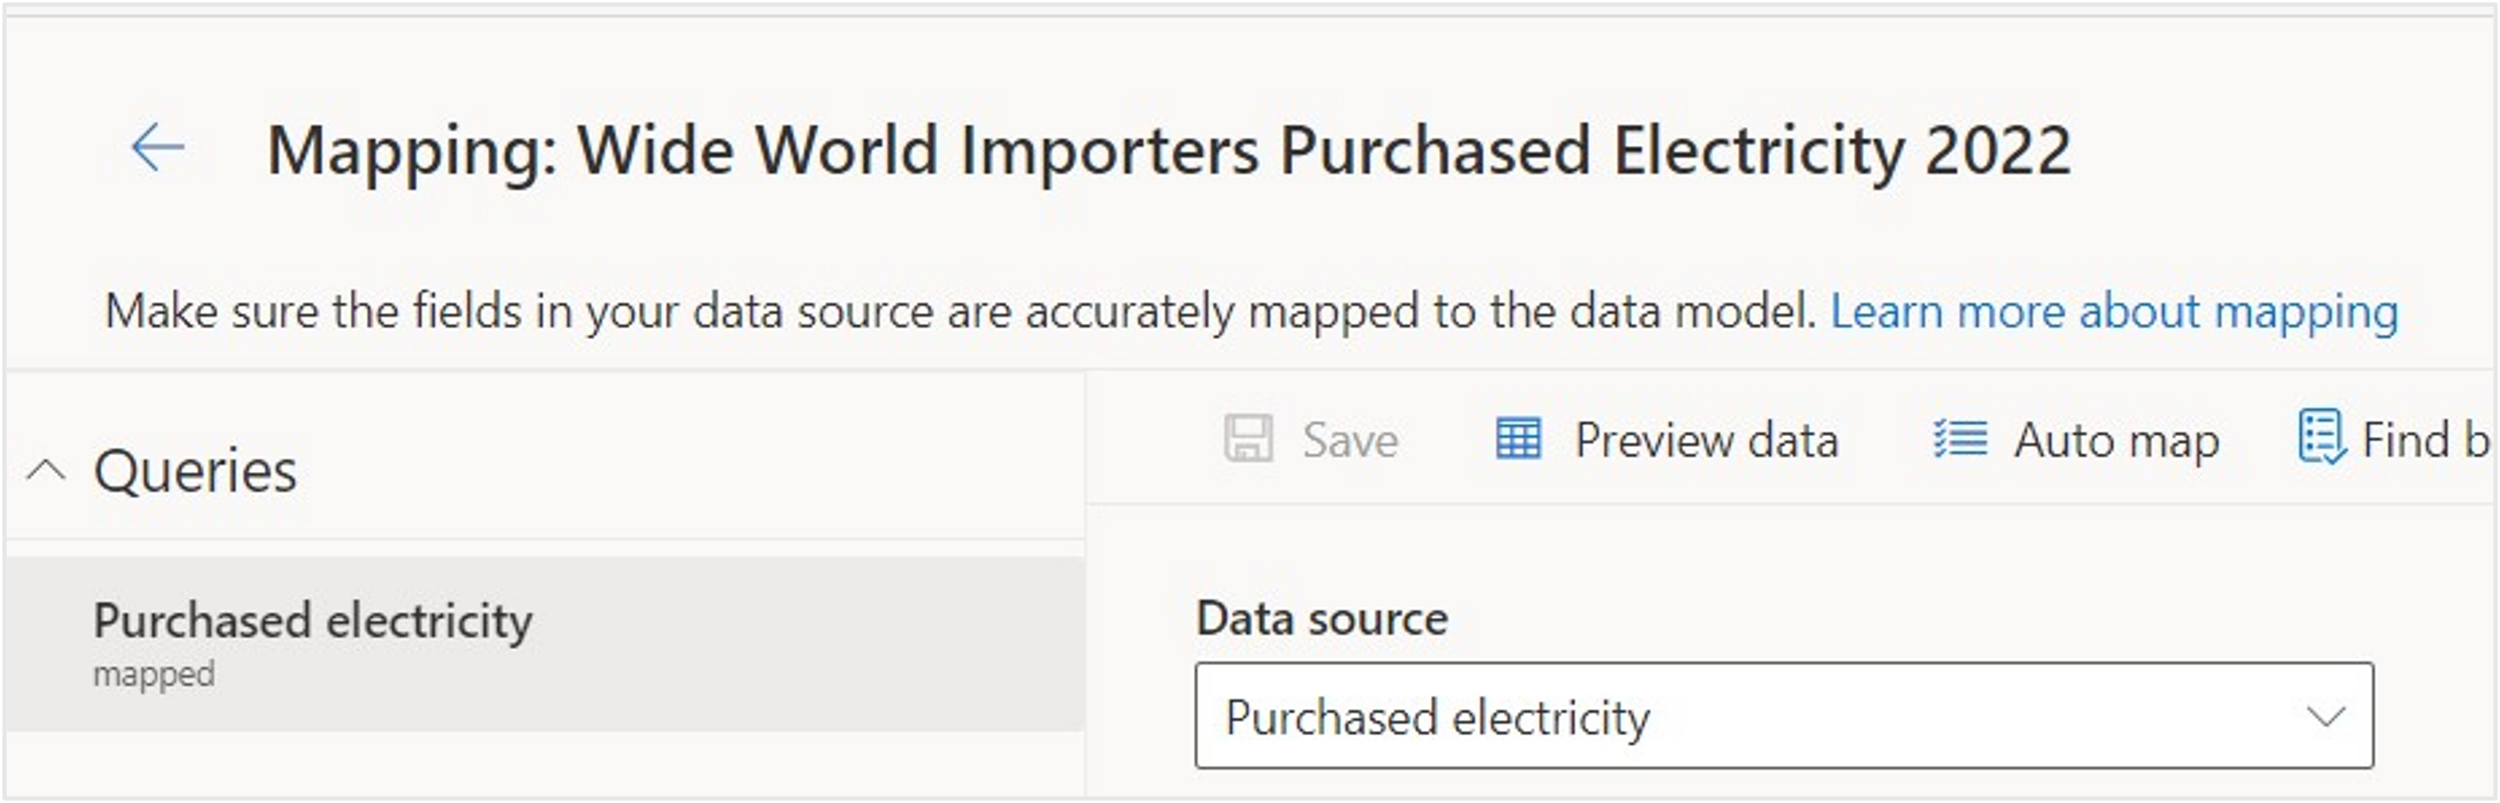 Mapping: Wide World Importers Purchased Electricity 2022
Make sure the fields in your data source are accurately mapped to the data model. Learn more about mapping
Queries
Save Preview data Auto map Find b
Purchased electricity
mapped
Data source
Purchased electricity